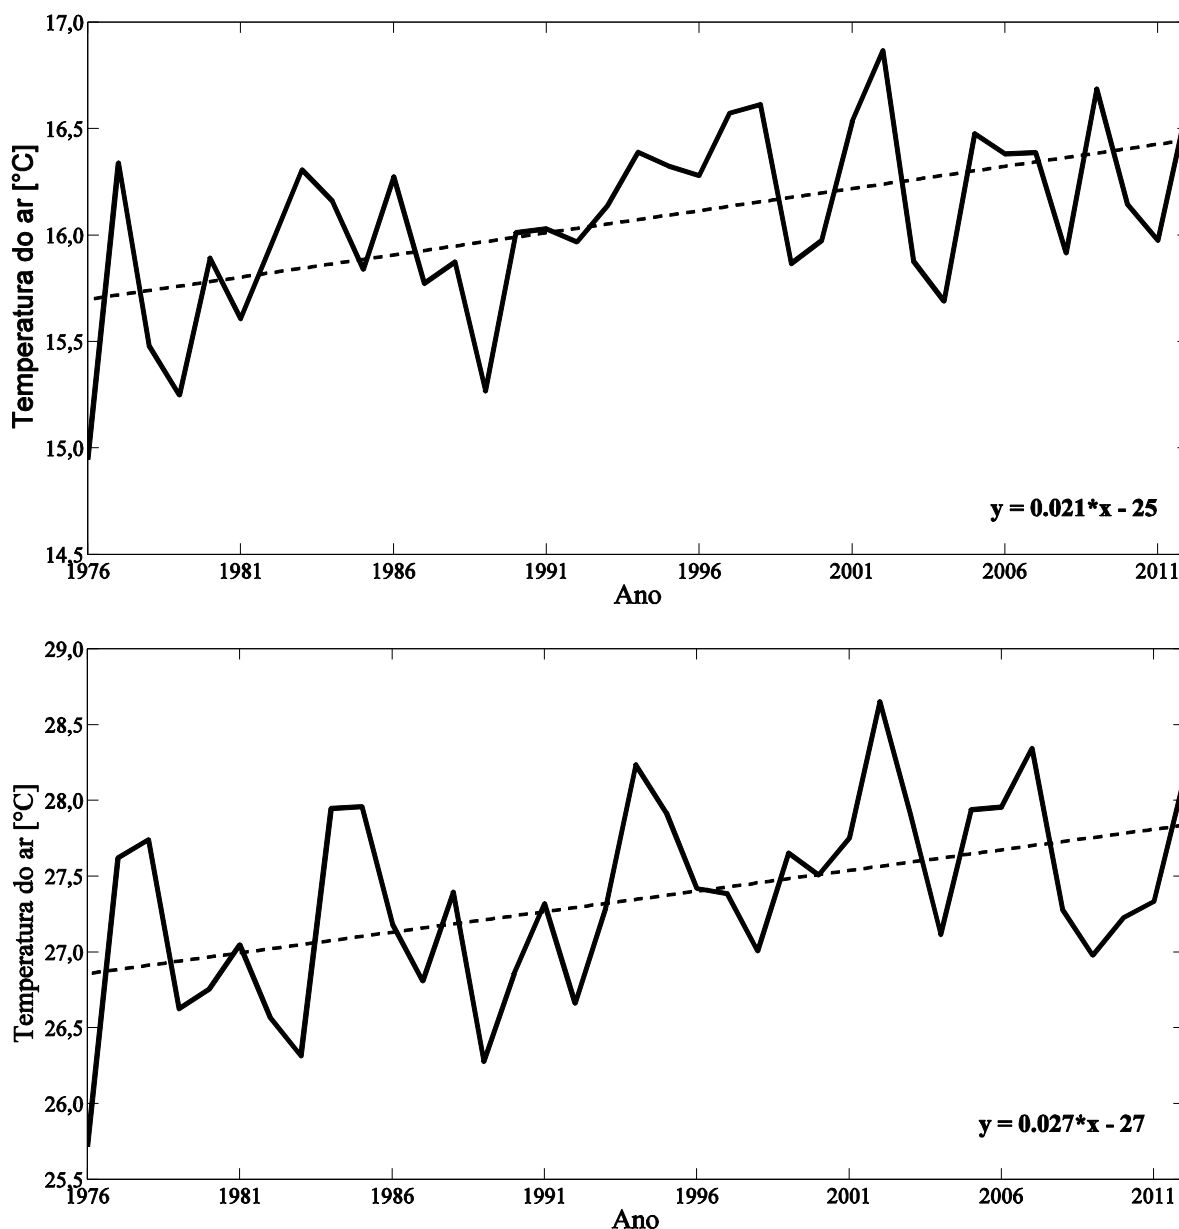 17,0
16,5
16,0
15,5
15,0
14,5
Temperatura do ar [°C]
y = 0.021*x - 25
1976 1981 1986 1991 1996 2001 2006 2011
Ano
29,0
28,5
28,0
27,5
27,0
26,5
26,0
25,5
Temperatura do ar [°C]
y = 0.027*x - 27
1976 1981 1986 1991 1996 2001 2006 2011
Ano